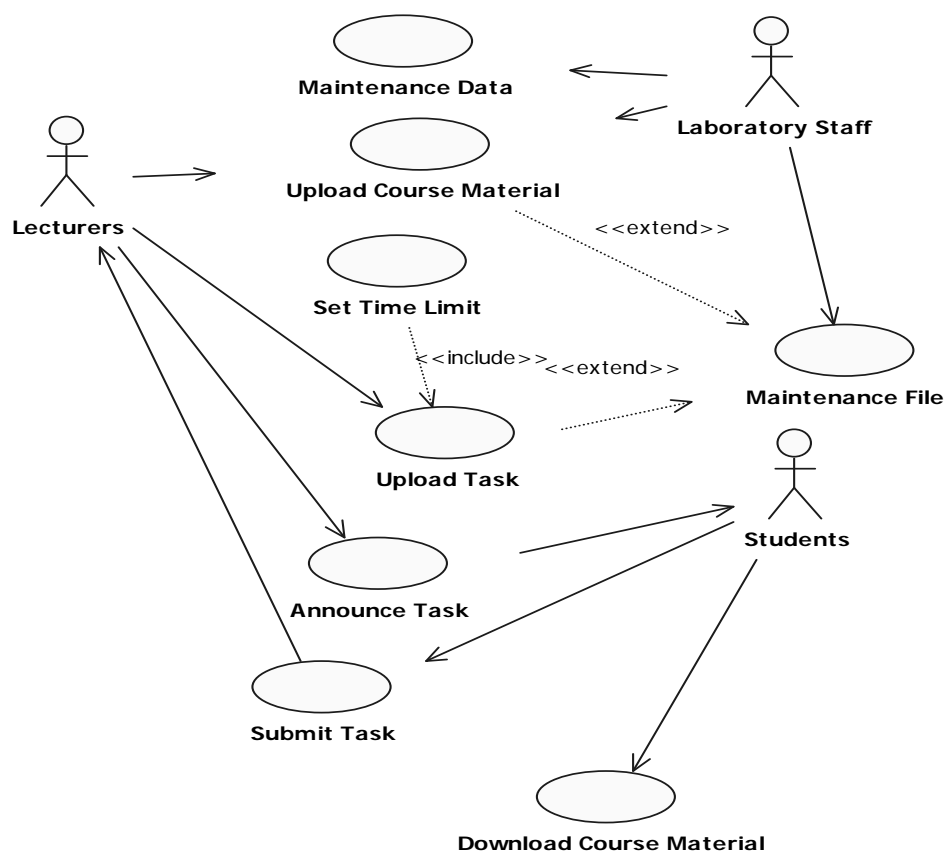 Maintenance Data
Laboratory Staff
Upload Course Material
Lecturers
<<extend>>
Set Time Limit
<<include>>
<<extend>>
Maintenance File
Upload Task
Students
Announce Task
Submit Task
Download Course Material